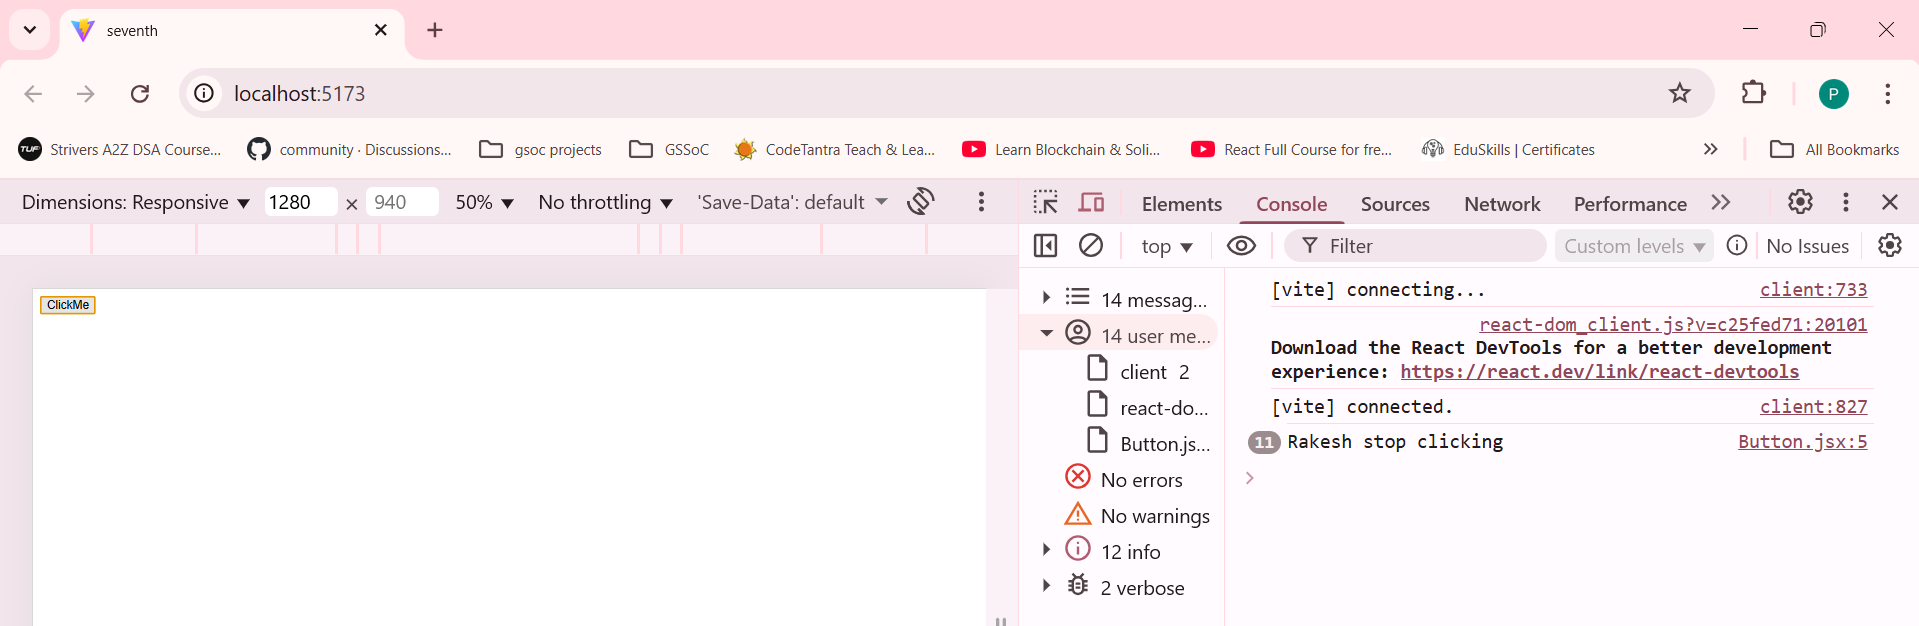 seventh
localhost:5173
P
TUF Strivers A2Z DSA Course... community · Discussions... gsoc projects GSSoC CodeTantra Teach & Lea... Learn Blockchain & Soli... React Full Course for fre... EduSkills | Certificates All Bookmarks
Dimensions: Responsive 1280 × 940 50% No throttling 'Save-Data': default
Elements Console Sources Network Performance
top Filter Custom levels No Issues
ClickMe
14 messag...
14 user me...
client 2
react-do...
Button.js...
No errors
No warnings
12 info
2 verbose
[vite] connecting... client:733
react-dom_client.js?v=c25fed71:20101
Download the React DevTools for a better development
experience: https://react.dev/link/react-devtools
[vite] connected. client:827
11 Rakesh stop clicking Button.jsx:5